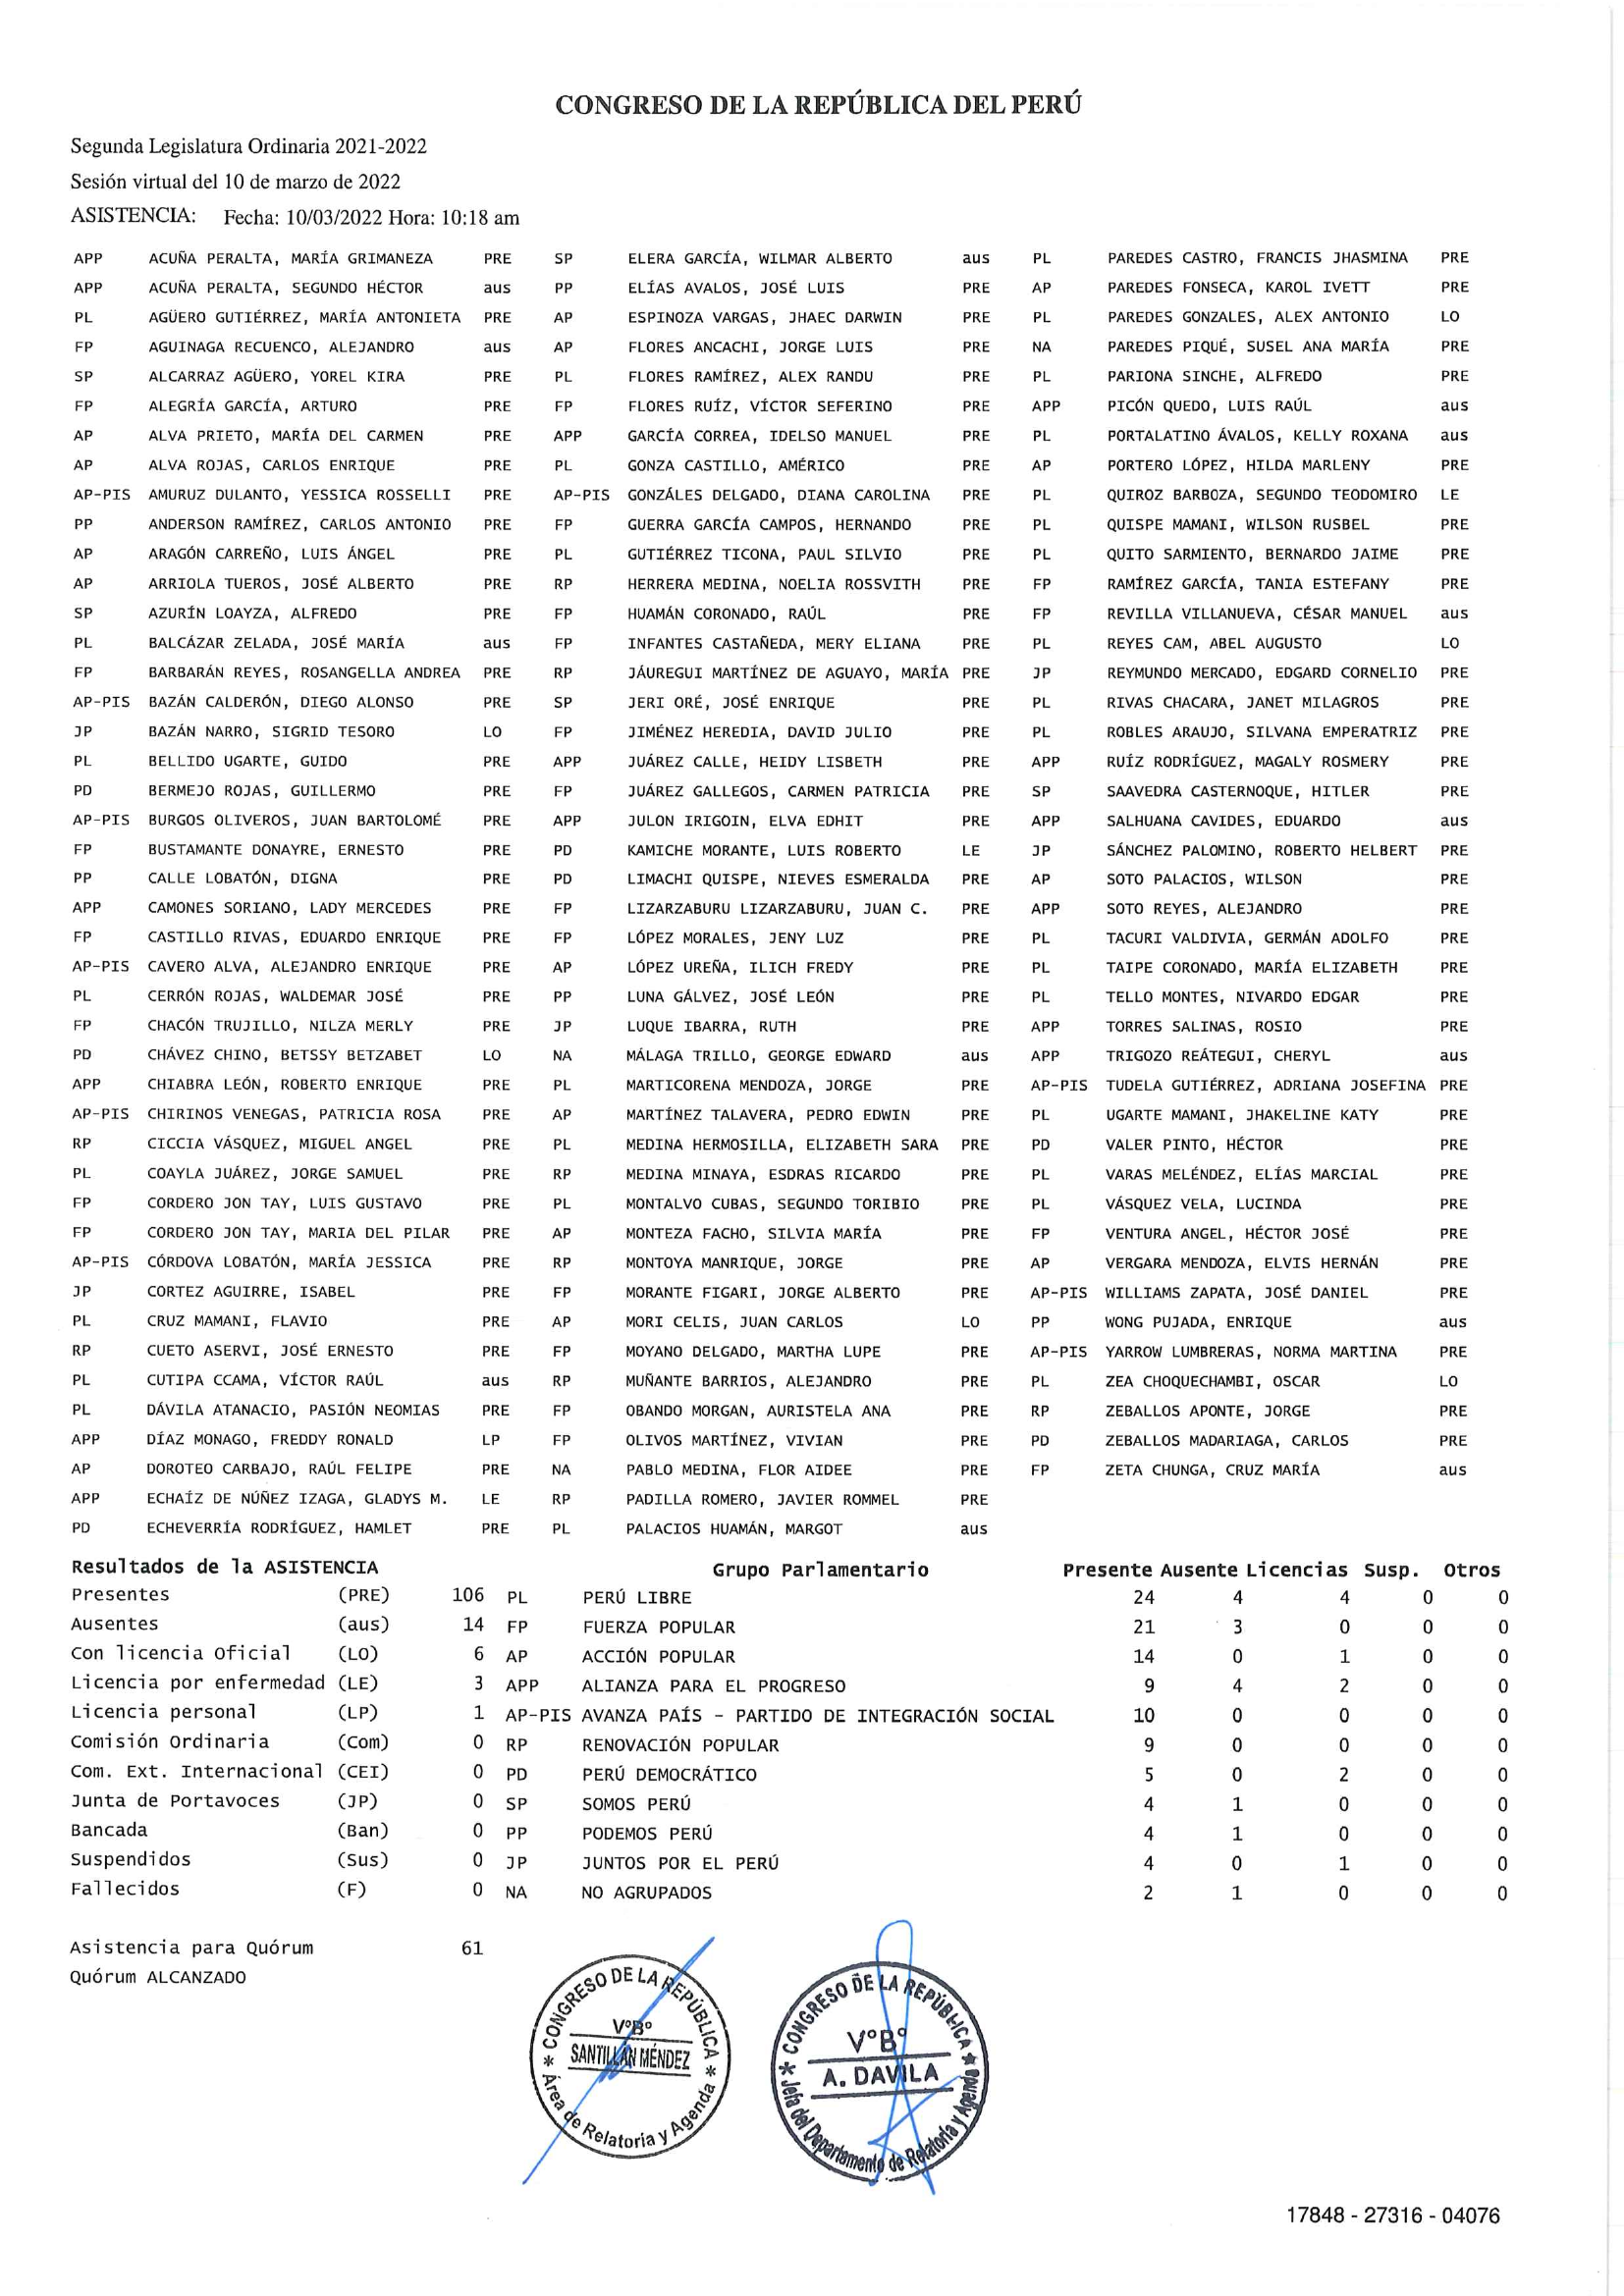 CONGRESO DE LA REPÚBLICA DEL PERÚ
Segunda Legislatura Ordinaria 2021-2022
Sesión virtual del 10 de marzo de 2022
ASISTENCIA: Fecha: 10/03/2022 Hora: 10:18 am
APP ACUÑA PERALTA, MARÍA GRIMANEZA PRE SP ELERA GARCÍA, WILMAR ALBERTO aus PL PAREDES CASTRO, FRANCIS JHASMINA PRE
APP ACUÑA PERALTA, SEGUNDO HÉCTOR aus PP ELÍAS AVALOS, JOSÉ LUIS PRE AP PAREDES FONSECA, KAROL IVETT PRE
PL AGÜERO GUTIÉRREZ, MARÍA ANTONIETA PRE AP ESPINOZA VARGAS, JHAEC DARWIN PRE PL PAREDES GONZALES, ALEX ANTONIO LO
FP AGUINAGA RECUENCO, ALEJANDRO aus AP FLORES ANCACHI, JORGE LUIS PRE NA PAREDES PIQUÉ, SUSEL ANA MARÍA PRE
SP ALCARRAZ AGÜERO, YOREL KIRA PRE PL FLORES RAMÍREZ, ALEX RANDU PRE PL PARIONA SINCHE, ALFREDO PRE
FP ALEGRÍA GARCÍA, ARTURO PRE FP FLORES RUÍZ, VÍCTOR SEFERINO PRE APP PICÓN QUEDO, LUIS RAÚL aus
AP ALVA PRIETO, MARÍA DEL CARMEN PRE APP GARCÍA CORREA, IDELSO MANUEL PRE PL PORTALATINO ÁVALOS, KELLY ROXANA aus
AP ALVA ROJAS, CARLOS ENRIQUE PRE PL GONZA CASTILLO, AMÉRICO PRE AP PORTERO LÓPEZ, HILDA MARLENY PRE
AP-PIS AMURUZ DULANTO, YESSICA ROSSELLI PRE AP-PIS GONZÁLES DELGADO, DIANA CAROLINA PRE PL QUIROZ BARBOZA, SEGUNDO TEODOMIRO LE
PP ANDERSON RAMÍREZ, CARLOS ANTONIO PRE FP GUERRA GARCÍA CAMPOS, HERNANDO PRE PL QUISPE MAMANI, WILSON RUSBEL PRE
AP ARAGÓN CARREÑO, LUIS ÁNGEL PRE PL GUTIÉRREZ TICONA, PAUL SILVIO PRE PL QUITO SARMIENTO, BERNARDO JAIME PRE
AP ARRIOLA TUEROS, JOSÉ ALBERTO PRE RP HERRERA MEDINA, NOELIA ROSSVITH PRE FP RAMÍREZ GARCÍA, TANIA ESTEFANY PRE
SP AZURÍN LOAYZA, ALFREDO PRE FP HUAMÁN CORONADO, RAÚL PRE FP REVILLA VILLANUEVA, CÉSAR MANUEL aus
PL BALCÁZAR ZELADA, JOSÉ MARÍA aus FP INFANTES CASTAÑEDA, MERY ELIANA PRE PL REYES CAM, ABEL AUGUSTO LO
FP BARBARÁN REYES, ROSANGELLA ANDREA PRE RP JÁUREGUI MARTÍNEZ DE AGUAYO, MARÍA PRE JP REYMUNDO MERCADO, EDGARD CORNELIO PRE
AP-PIS BAZÁN CALDERÓN, DIEGO ALONSO PRE SP JERI ORÉ, JOSÉ ENRIQUE PRE PL RIVAS CHACARA, JANET MILAGROS PRE
JP BAZÁN NARRO, SIGRID TESORO LO FP JIMÉNEZ HEREDIA, DAVID JULIO PRE PL ROBLES ARAUJO, SILVANA EMPERATRIZ PRE
PL BELLIDO UGARTE, GUIDO PRE APP JUÁREZ CALLE, HEIDY LISBETH PRE APP RUÍZ RODRÍGUEZ, MAGALY ROSMERY PRE
PD BERMEJO ROJAS, GUILLERMO PRE FP JUÁREZ GALLEGOS, CARMEN PATRICIA PRE SP SAAVEDRA CASTERNOQUE, HITLER PRE
AP-PIS BURGOS OLIVEROS, JUAN BARTOLOMÉ PRE APP JULON IRIGOIN, ELVA EDHIT PRE APP SALHUANA CAVIDES, EDUARDO aus
FP BUSTAMANTE DONAYRE, ERNESTO PRE PD KAMICHE MORANTE, LUIS ROBERTO LE JP SÁNCHEZ PALOMINO, ROBERTO HELBERT PRE
PP CALLE LOBATÓN, DIGNA PRE PD LIMACHI QUISPE, NIEVES ESMERALDA PRE AP SOTO PALACIOS, WILSON PRE
APP CAMONES SORIANO, LADY MERCEDES PRE FP LIZARZABURU LIZARZABURU, JUAN C. PRE APP SOTO REYES, ALEJANDRO PRE
FP CASTILLO RIVAS, EDUARDO ENRIQUE PRE FP LÓPEZ MORALES, JENY LUZ PRE PL TACURI VALDIVIA, GERMÁN ADOLFO PRE
AP-PIS CAVERO ALVA, ALEJANDRO ENRIQUE PRE AP LÓPEZ UREÑA, ILICH FREDY PRE PL TAIPE CORONADO, MARÍA ELIZABETH PRE
PL CERRÓN ROJAS, WALDEMAR JOSÉ PRE PP LUNA GÁLVEZ, JOSÉ LEÓN PRE PL TELLO MONTES, NIVARDO EDGAR PRE
FP CHACÓN TRUJILLO, NILZA MERLY PRE JP LUQUE IBARRA, RUTH PRE APP TORRES SALINAS, ROSIO PRE
PD CHÁVEZ CHINO, BETSSY BETZABET LO NA MÁLAGA TRILLO, GEORGE EDWARD aus APP TRIGOZO REÁTEGUI, CHERYL aus
APP CHIABRA LEÓN, ROBERTO ENRIQUE PRE PL MARTICORENA MENDOZA, JORGE PRE AP-PIS TUDELA GUTIÉRREZ, ADRIANA JOSEFINA PRE
AP-PIS CHIRINOS VENEGAS, PATRICIA ROSA PRE AP MARTÍNEZ TALAVERA, PEDRO EDWIN PRE PL UGARTE MAMANI, JHAKELINE KATY PRE
RP CICCIA VÁSQUEZ, MIGUEL ANGEL PRE PL MEDINA HERMOSILLA, ELIZABETH SARA PRE PD VALER PINTO, HÉCTOR PRE
PL COAYLA JUÁREZ, JORGE SAMUEL PRE RP MEDINA MINAYA, ESDRAS RICARDO PRE PL VARAS MELÉNDEZ, ELÍAS MARCIAL PRE
FP CORDERO JON TAY, LUIS GUSTAVO PRE PL MONTALVO CUBAS, SEGUNDO TORIBIO PRE PL VÁSQUEZ VELA, LUCINDA PRE
FP CORDERO JON TAY, MARIA DEL PILAR PRE AP MONTEZA FACHO, SILVIA MARÍA PRE FP VENTURA ANGEL, HÉCTOR JOSÉ PRE
AP-PIS CÓRDOVA LOBATÓN, MARÍA JESSICA PRE RP MONTOYA MANRIQUE, JORGE PRE AP VERGARA MENDOZA, ELVIS HERNÁN PRE
JP CORTEZ AGUIRRE, ISABEL PRE FP MORANTE FIGARI, JORGE ALBERTO PRE AP-PIS WILLIAMS ZAPATA, JOSÉ DANIEL PRE
PL CRUZ MAMANI, FLAVIO PRE AP MORI CELIS, JUAN CARLOS LO PP WONG PUJADA, ENRIQUE aus
RP CUETO ASERVI, JOSÉ ERNESTO PRE FP MOYANO DELGADO, MARTHA LUPE PRE AP-PIS YARROW LUMBRERAS, NORMA MARTINA PRE
PL CUTIPA CCAMA, VÍCTOR RAÚL aus RP MUÑANTE BARRIOS, ALEJANDRO PRE PL ZEA CHOQUECHAMBI, OSCAR LO
PL DÁVILA ATANACIO, PASIÓN NEOMIAS PRE FP OBANDO MORGAN, AURISTELA ANA PRE RP ZEBALLOS APONTE, JORGE PRE
APP DÍAZ MONAGO, FREDDY RONALD LP FP OLIVOS MARTÍNEZ, VIVIAN PRE PD ZEBALLOS MADARIAGA, CARLOS PRE
AP DOROTEO CARBAJO, RAÚL FELIPE PRE NA PABLO MEDINA, FLOR AIDEE PRE FP ZETA CHUNGA, CRUZ MARÍA aus
APP ECHAÍZ DE NÚÑEZ IZAGA, GLADYS M. LE RP PADILLA ROMERO, JAVIER ROMMEL PRE
PD ECHEVERRÍA RODRÍGUEZ, HAMLET PRE PL PALACIOS HUAMÁN, MARGOT aus
Resultados de la ASISTENCIA Grupo Parlamentario Presente Ausente Licencias Susp. Otros
Presentes (PRE) 106 PL PERÚ LIBRE 24 4 4 0 0
Ausentes (aus) 14 FP FUERZA POPULAR 21 3 0 0 0
Con licencia Oficial (LO) 6 AP ACCIÓN POPULAR 14 0 1 0 0
Licencia por enfermedad (LE) 3 APP ALIANZA PARA EL PROGRESO 9 4 2 0 0
Licencia personal (LP) 1 AP-PIS AVANZA PAÍS - PARTIDO DE INTEGRACIÓN SOCIAL 10 0 0 0 0
Comisión Ordinaria (Com) 0 RP RENOVACIÓN POPULAR 9 0 0 0 0
Com. Ext. Internacional (CEI) 0 PD PERÚ DEMOCRÁTICO 5 0 2 0 0
Junta de Portavoces (JP) 0 SP SOMOS PERÚ 4 1 0 0 0
Bancada (Ban) 0 PP PODEMOS PERÚ 4 1 0 0 0
Suspendidos (Sus) 0 JP JUNTOS POR EL PERÚ 4 0 1 0 0
Fallecidos (F) 0 NA NO AGRUPADOS 2 1 0 0 0
Asistencia para Quórum 61
Quórum ALCANZADO
* CONGRESO DE LA REPÚBLICA *
V°B°
SANTILLÁN MÉNDEZ
Área de Relatoria y Agenda
* CONGRESO DE LA REPÚBLICA *
V°B°
A. DAVILA
Jefa del Departamento de Relatoría y Agenda
17848 - 27316 - 04076